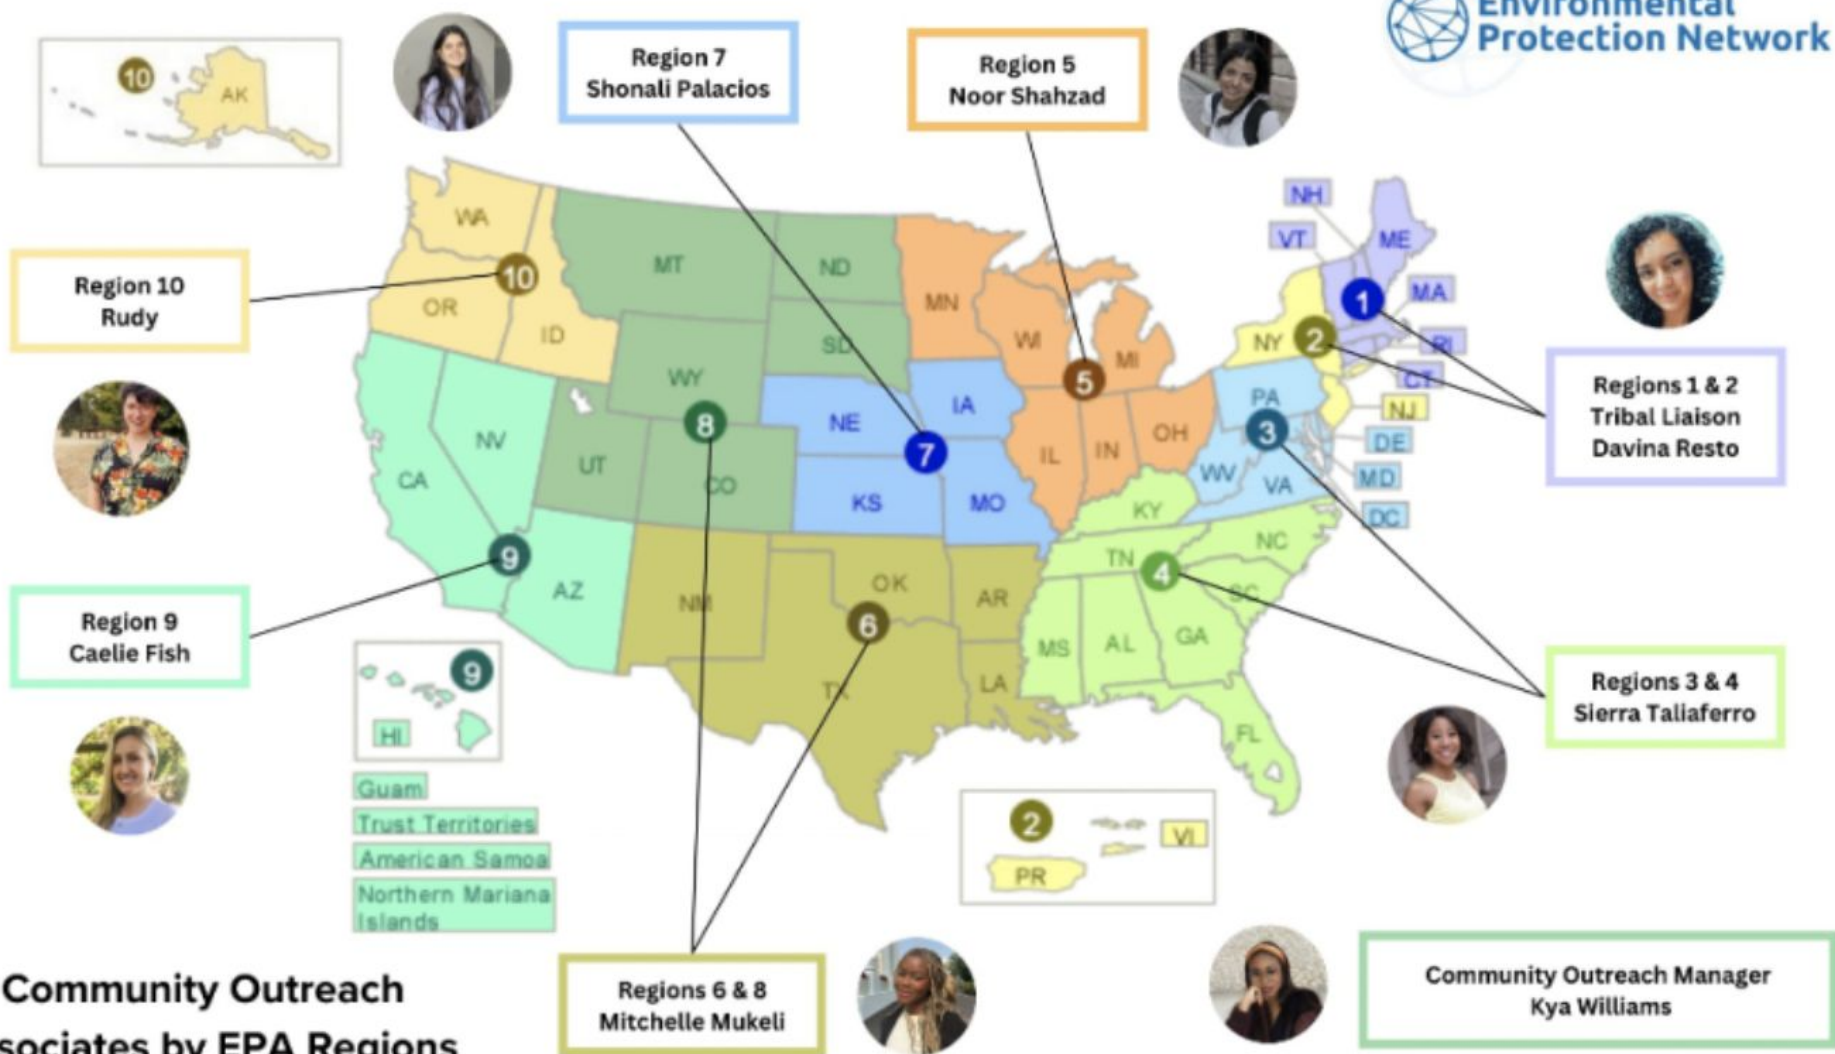 Environmental
Protection Network
Region 7
Shonali Palacios
Region 5
Noor Shahzad
10
AK
NH
VT
ME
MA
RI
CT
WA
OR
ID
10
MT
ND
SD
WY
8
UT
CO
MN
WI
MI
5
IL
IN
OH
NE
IA
7
KS
MO
1
NY
2
NJ
PA
3
WV
VA
DE
MD
DC
Region 10
Rudy
Regions 1 & 2
Tribal Liaison
Davina Resto
CA
NV
9
AZ
NM
OK
6
TX
AR
LA
KY
TN
4
NC
SC
MS
AL
GA
FL
Region 9
Caelie Fish
Regions 3 & 4
Sierra Taliaferro
9
HI
Guam
Trust Territories
American Samoa
Northern Mariana
Islands
2
VI
PR
Community Outreach
sociates by EPA Regions
Regions 6 & 8
Mitchelle Mukeli
Community Outreach Manager
Kya Williams